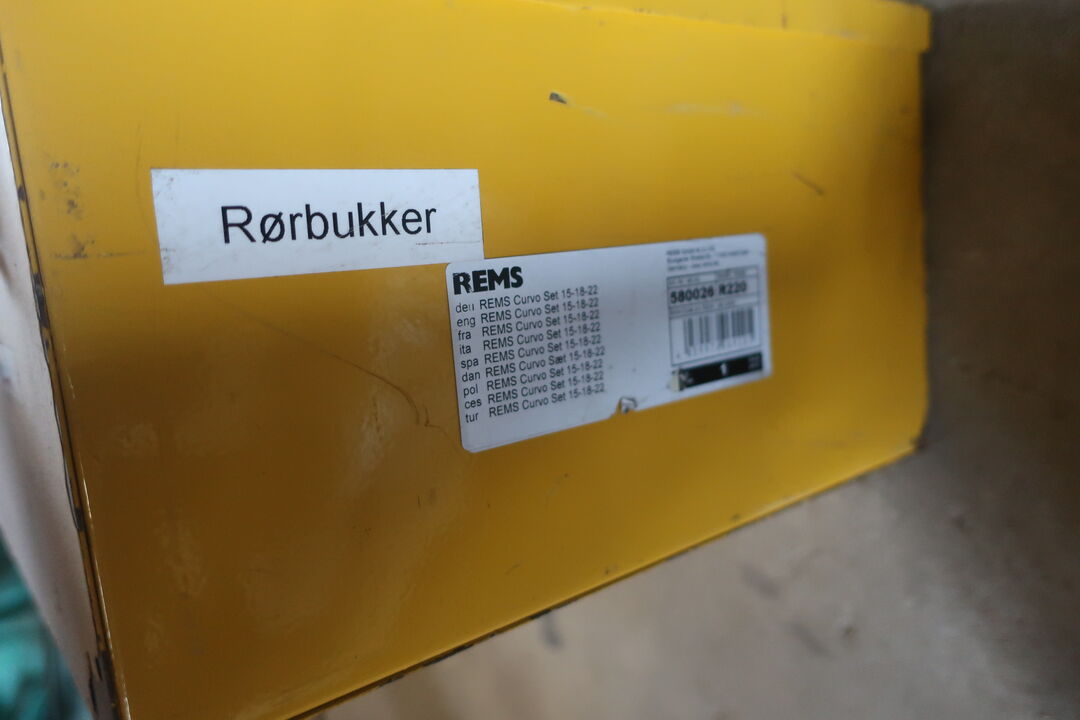 Rørbukker
REMS
deu REMS Curvo Set 15-18-22
eng REMS Curvo Set 15-18-22
fra REMS Curvo Set 15-18-22
ita REMS Curvo Set 15-18-22
spa REMS Curvo Set 15-18-22
dan REMS Curvo Sæt 15-18-22
pol REMS Curvo Set 15-18-22
ces REMS Curvo Set 15-18-22
tur REMS Curvo Set 15-18-22
580026 R220
1